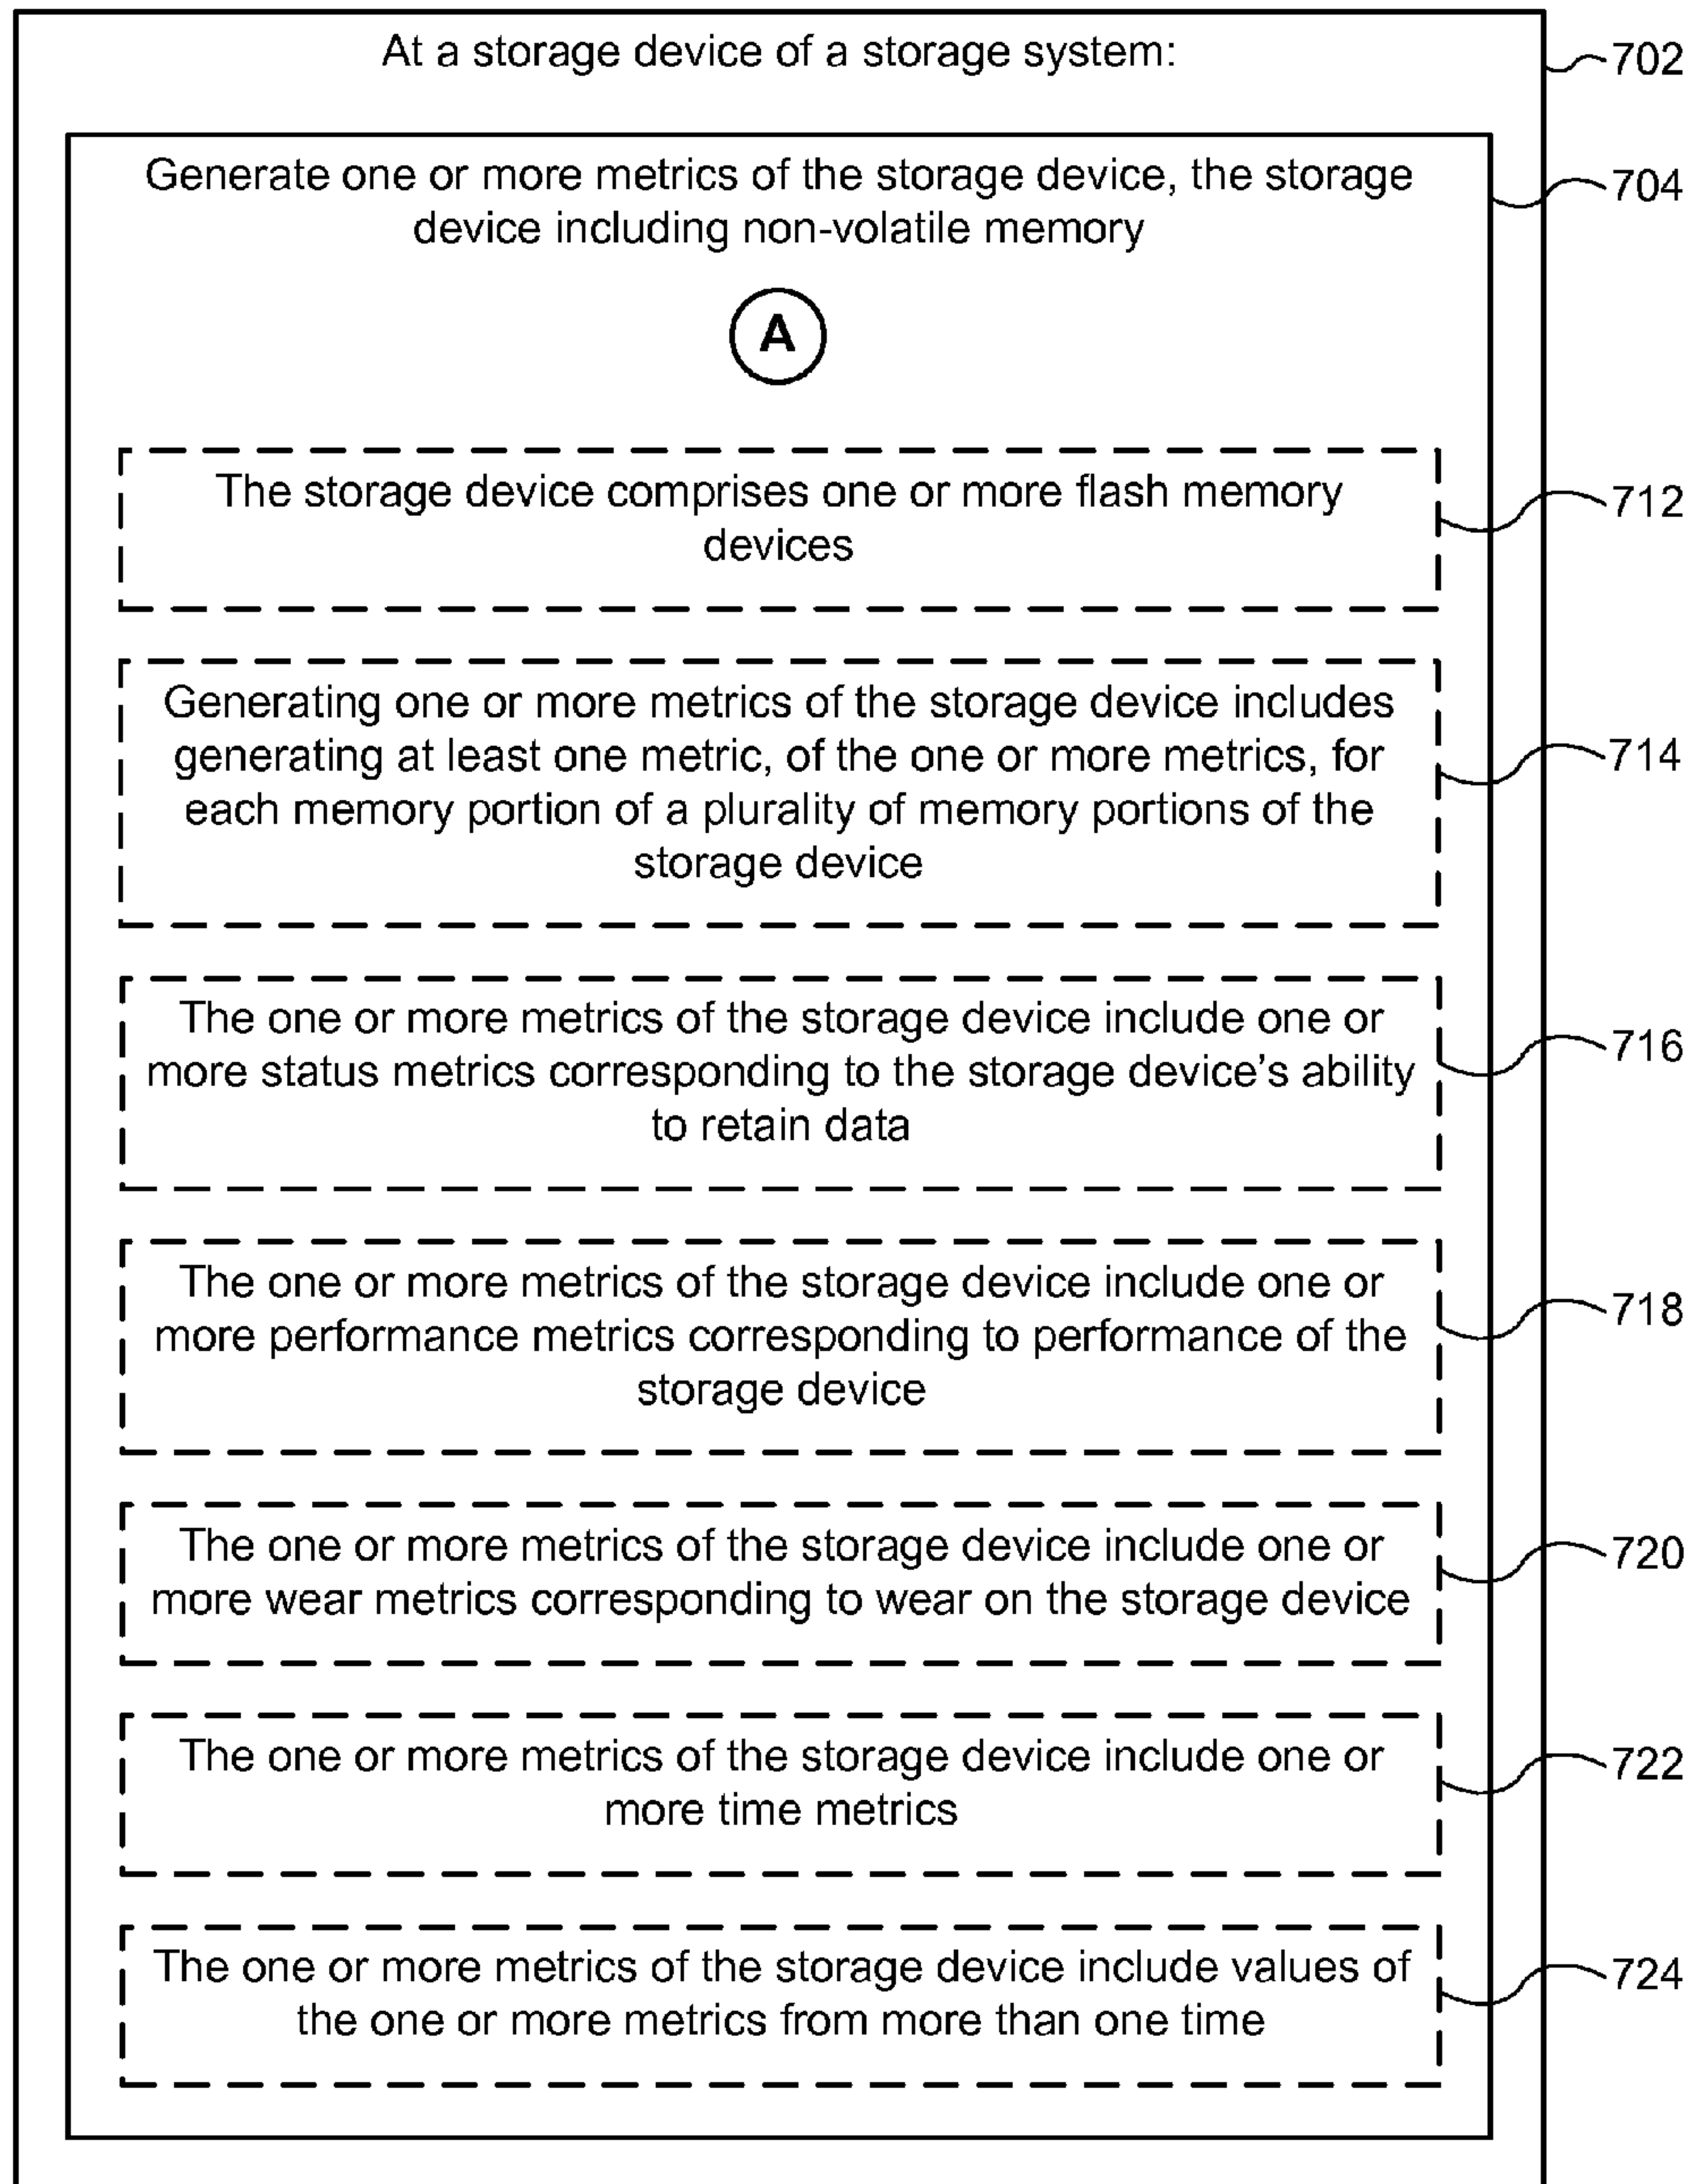 At a storage device of a storage system:
702
Generate one or more metrics of the storage device, the storage
704
device including non-volatile memory
A
The storage device comprises one or more flash memory
712
devices
Generating one or more metrics of the storage device includes
generating at least one metric, of the one or more metrics, for
714
each memory portion of a plurality of memory portions of the
storage device
The one or more metrics of the storage device include one or
716
more status metrics corresponding to the storage device’s ability
to retain data
The one or more metrics of the storage device include one or
718
more performance metrics corresponding to performance of the
storage device
The one or more metrics of the storage device include one or
720
more wear metrics corresponding to wear on the storage device
The one or more metrics of the storage device include one or
722
more time metrics
The one or more metrics of the storage device include values of
724
the one or more metrics from more than one time